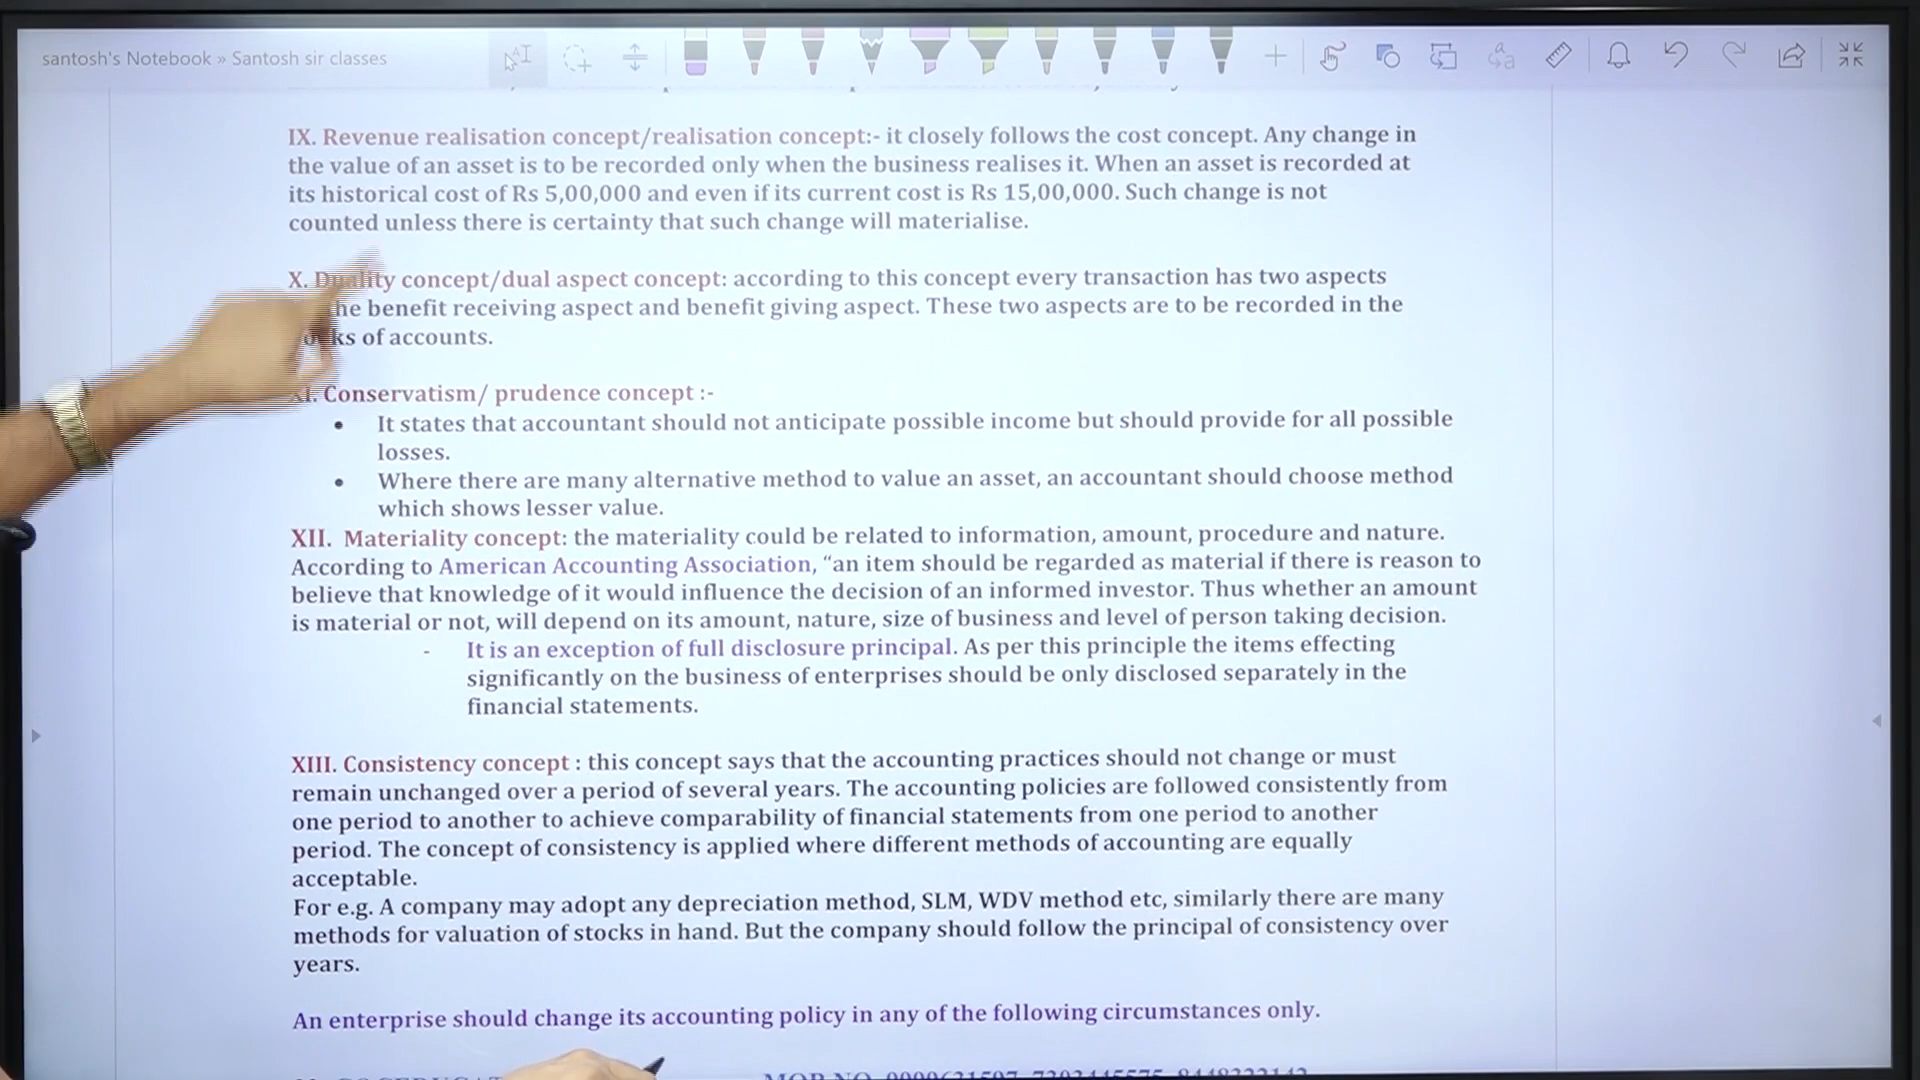 santosh's Notebook » Santosh sir classes
IX. Revenue realisation concept/realisation concept:- it closely follows the cost concept. Any change in
the value of an asset is to be recorded only when the business realises it. When an asset is recorded at
its historical cost of Rs 5,00,000 and even if its current cost is Rs 15,00,000. Such change is not
counted unless there is certainty that such change will materialise.
X. Duality concept/dual aspect concept: according to this concept every transaction has two aspects
he benefit receiving aspect and benefit giving aspect. These two aspects are to be recorded in the
ks of accounts.
XI. Conservatism/ prudence concept :-
• It states that accountant should not anticipate possible income but should provide for all possible
losses.
• Where there are many alternative method to value an asset, an accountant should choose method
which shows lesser value.
XII. Materiality concept: the materiality could be related to information, amount, procedure and nature.
According to American Accounting Association, “an item should be regarded as material if there is reason to
believe that knowledge of it would influence the decision of an informed investor. Thus whether an amount
is material or not, will depend on its amount, nature, size of business and level of person taking decision.
- It is an exception of full disclosure principal. As per this principle the items effecting
significantly on the business of enterprises should be only disclosed separately in the
financial statements.
XIII. Consistency concept : this concept says that the accounting practices should not change or must
remain unchanged over a period of several years. The accounting policies are followed consistently from
one period to another to achieve comparability of financial statements from one period to another
period. The concept of consistency is applied where different methods of accounting are equally
acceptable.
For e.g. A company may adopt any depreciation method, SLM, WDV method etc, similarly there are many
methods for valuation of stocks in hand. But the company should follow the principal of consistency over
years.
An enterprise should change its accounting policy in any of the following circumstances only.